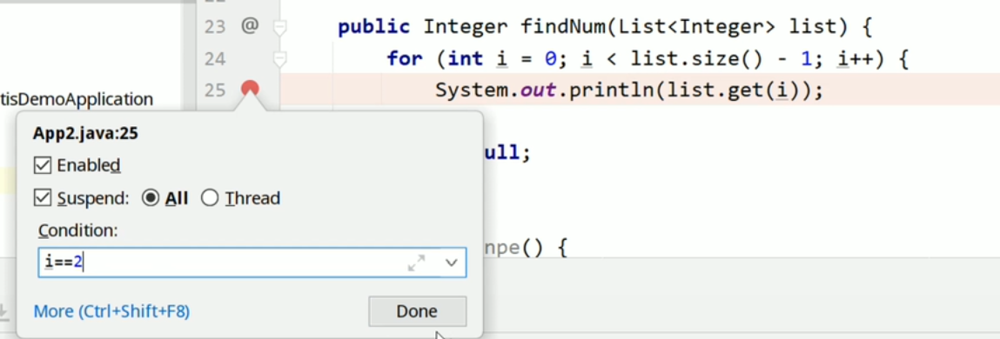 23 @ public Integer findNum(List<Integer> list) {
24 for (int i = 0; i < list.size() - 1; i++) {
25 System.out.println(list.get(i));
tisDemoApplication
App2.java:25
Enabled
ull;
Suspend: All Thread
Condition:
npe() {
i==2
More (Ctrl+Shift+F8) Done